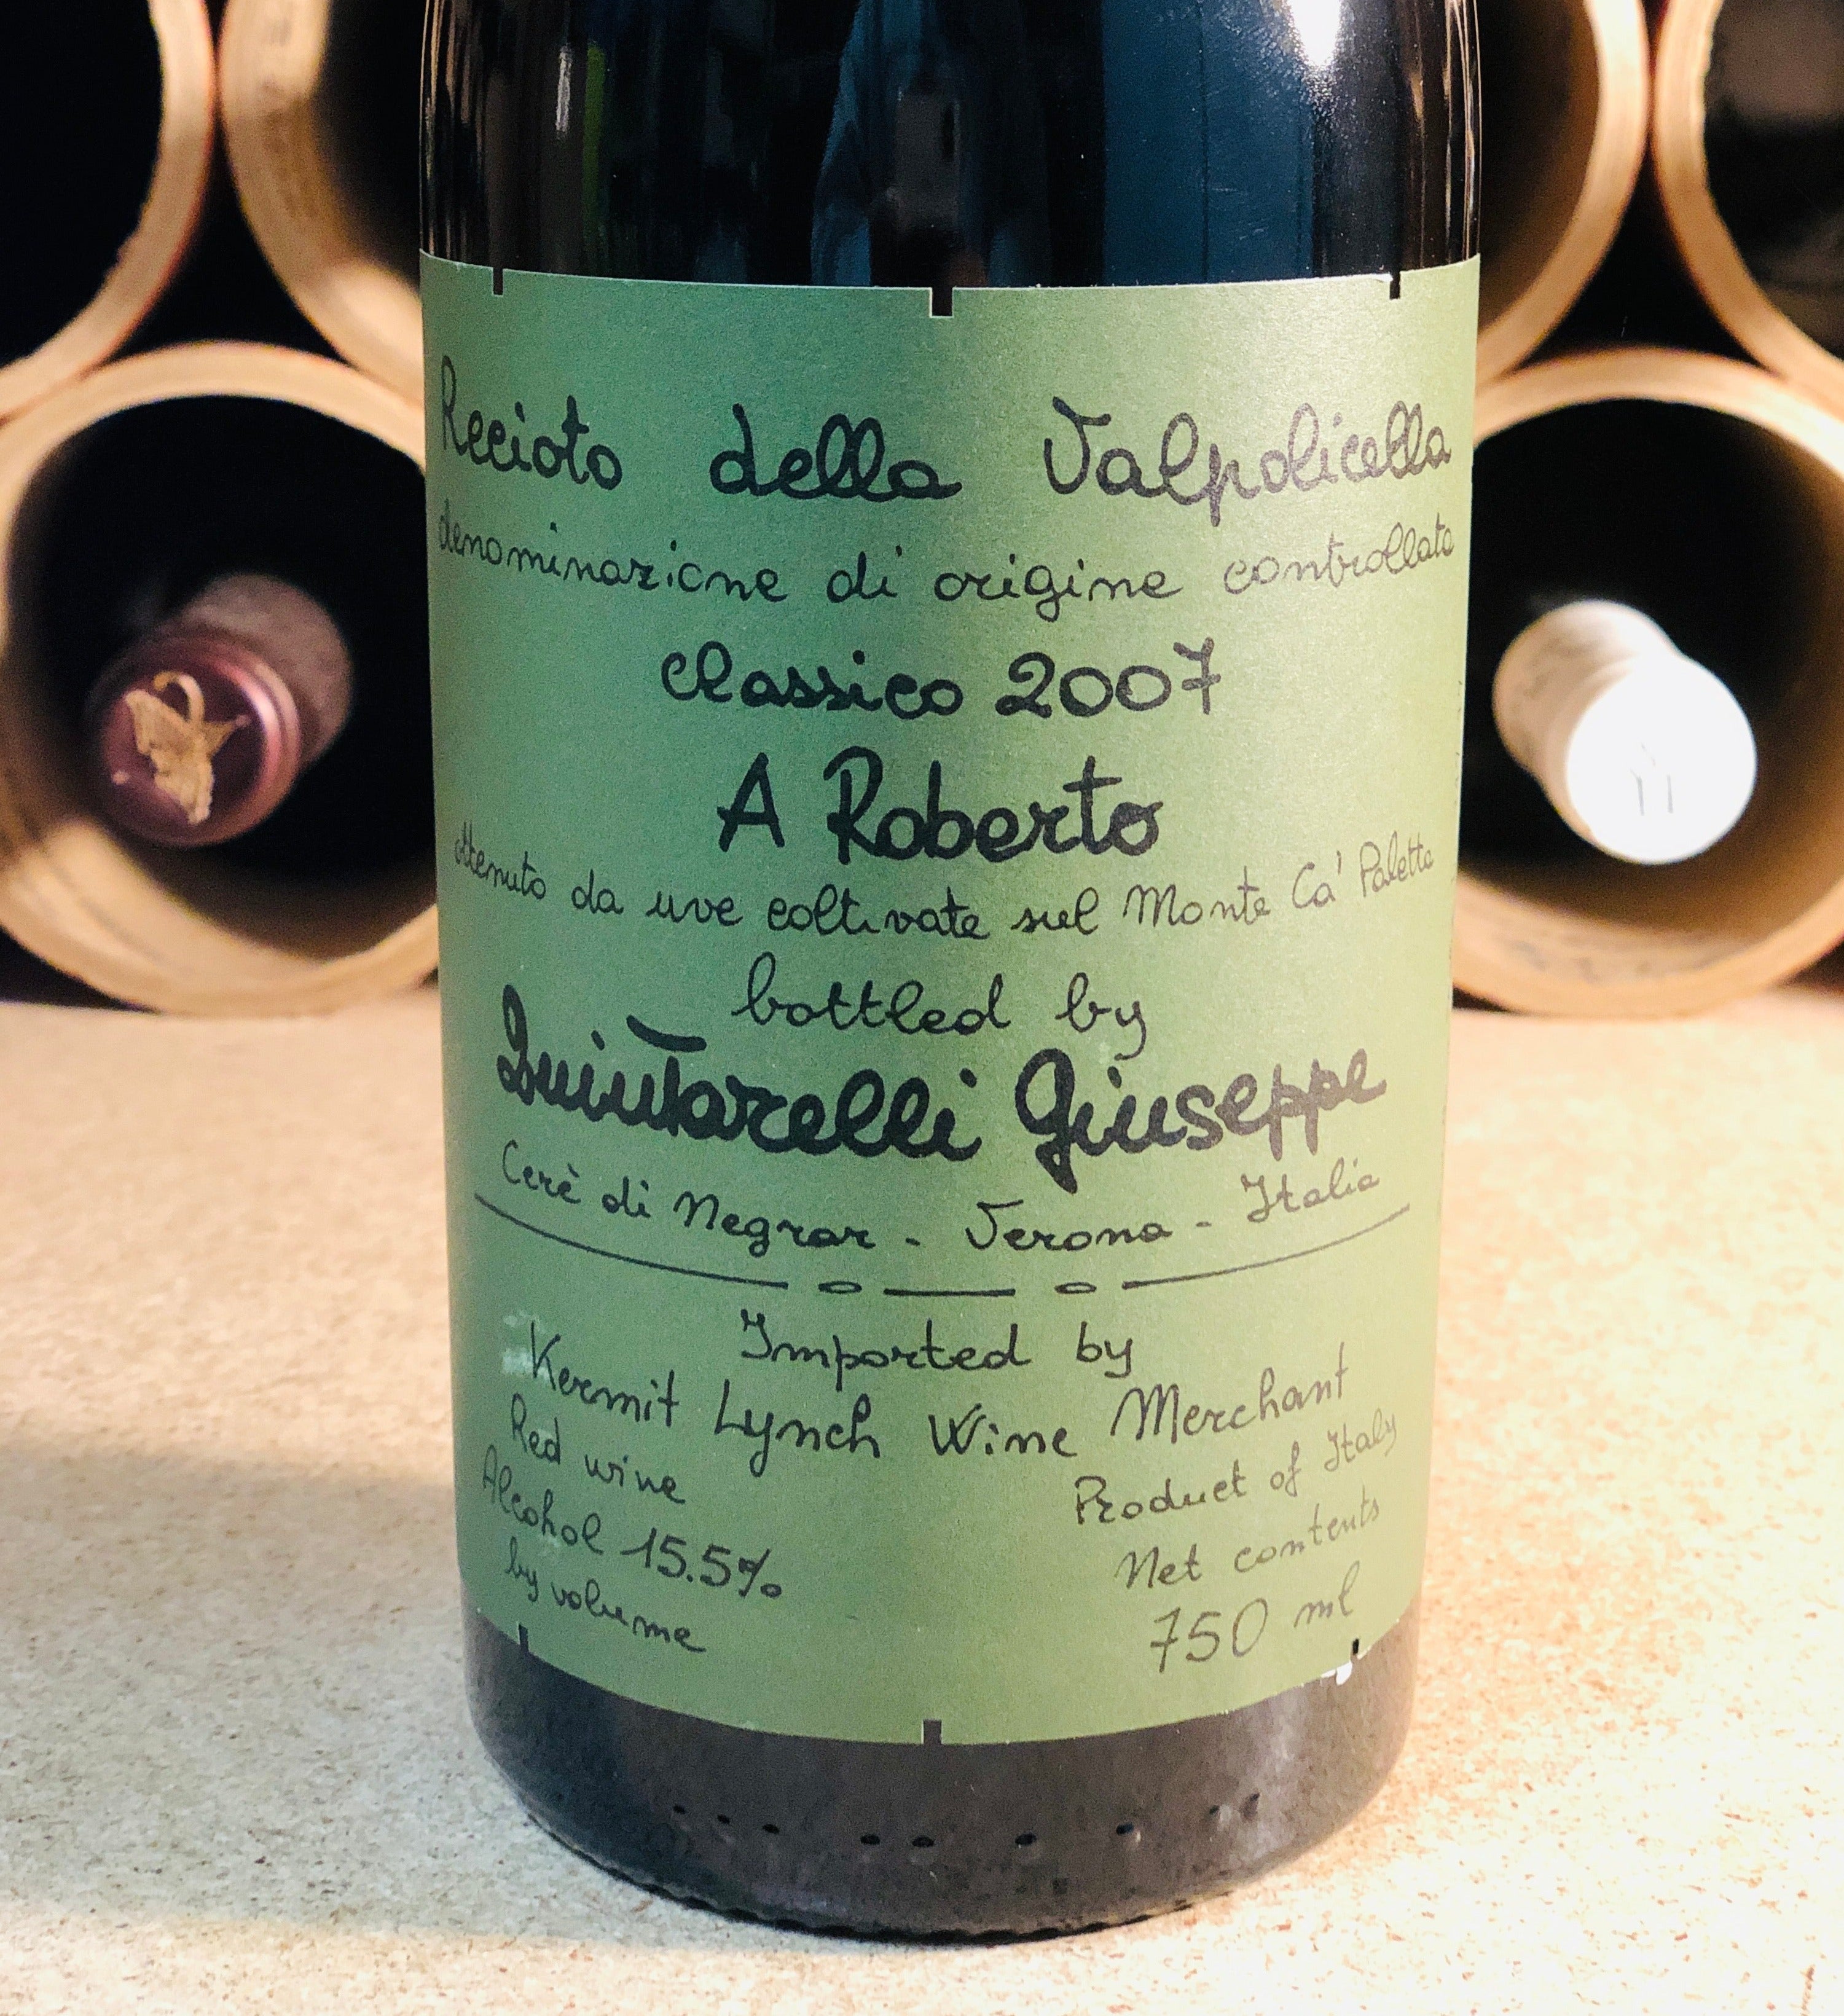 Recioto della Valpolicella
denominazione di origine controllata
classico 2007
A Roberto
ottenuto da uve coltivate sul Monte Ca' Paletta
bottled by
Quintarelli Giuseppe
Cerè di Negrar - Verona - Italia
Imported by
Kermit Lynch Wine Merchant
Red wine
Alcohol 15.5%
by volume
Product of Italy
Net contents
750 ml